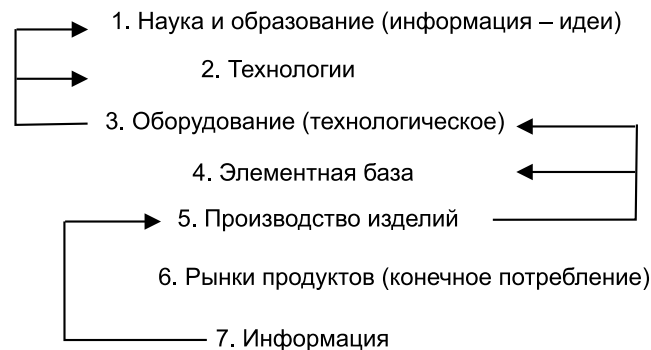 1. Наука и образование (информация – идеи)
2. Технологии
3. Оборудование (технологическое)
4. Элементная база
5. Производство изделий
6. Рынки продуктов (конечное потребление)
7. Информация